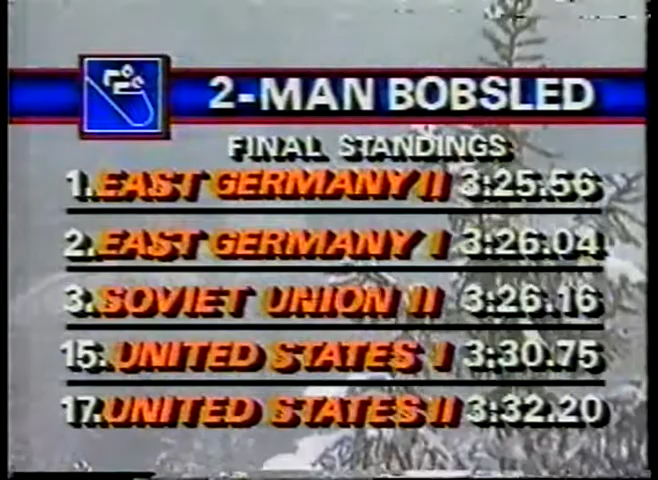 2-MAN BOBSLED
FINAL STANDINGS
1. EAST GERMANY II 3:25.56
2. EAST GERMANY I 3:26.04
3. SOVIET UNION II 3:26.16
15. UNITED STATES I 3:30.75
17. UNITED STATES II 3:32.20